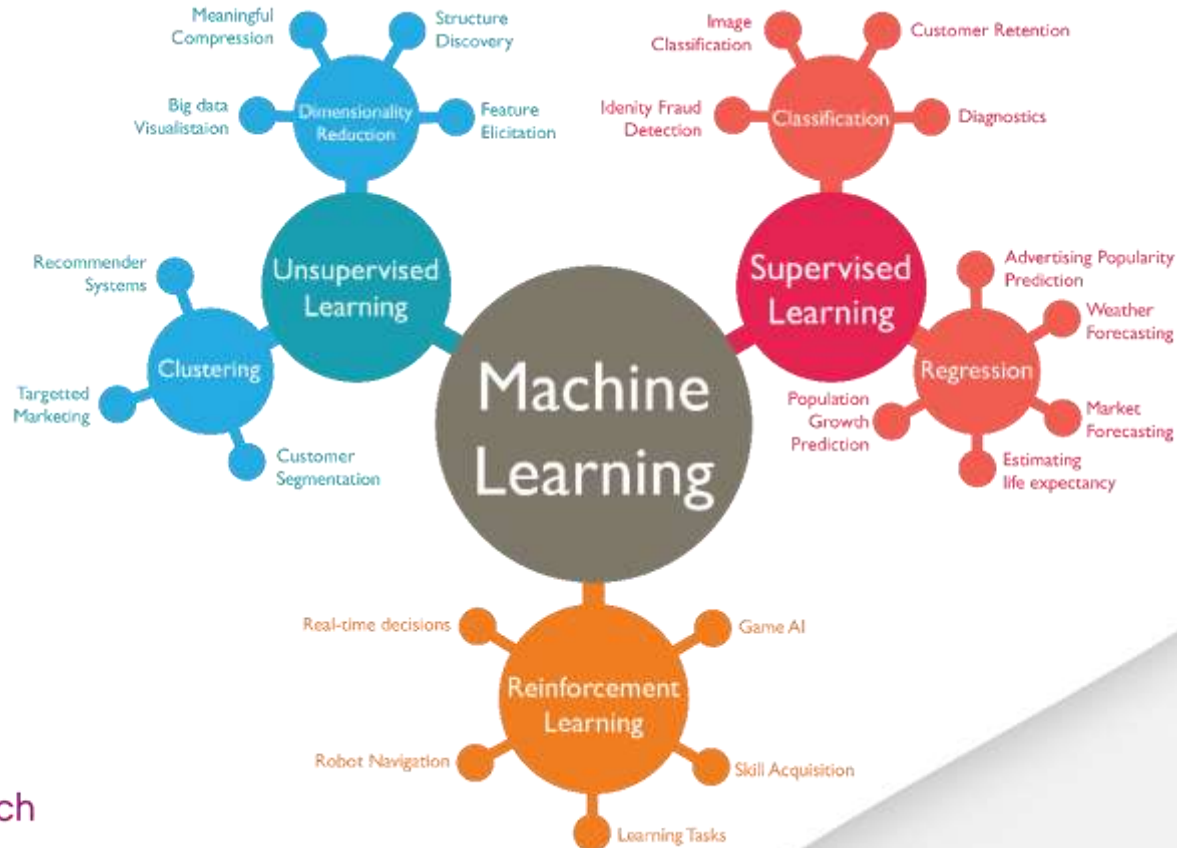 Meaningful
Compression
Structure
Discovery
Big data
Visualistaion
Dimensionality
Reduction
Feature
Elicitation
Image
Classification
Customer Retention
Idenity Fraud
Detection
Classification
Diagnostics
Recommender
Systems
Unsupervised
Learning
Clustering
Targetted
Marketing
Customer
Segmentation
Machine
Learning
Supervised
Learning
Advertising Popularity
Prediction
Weather
Forecasting
Regression
Population
Growth
Prediction
Market
Forecasting
Estimating
life expectancy
Real-time decisions
Game AI
Reinforcement
Learning
Robot Navigation
Skill Acquisition
Learning Tasks
ch